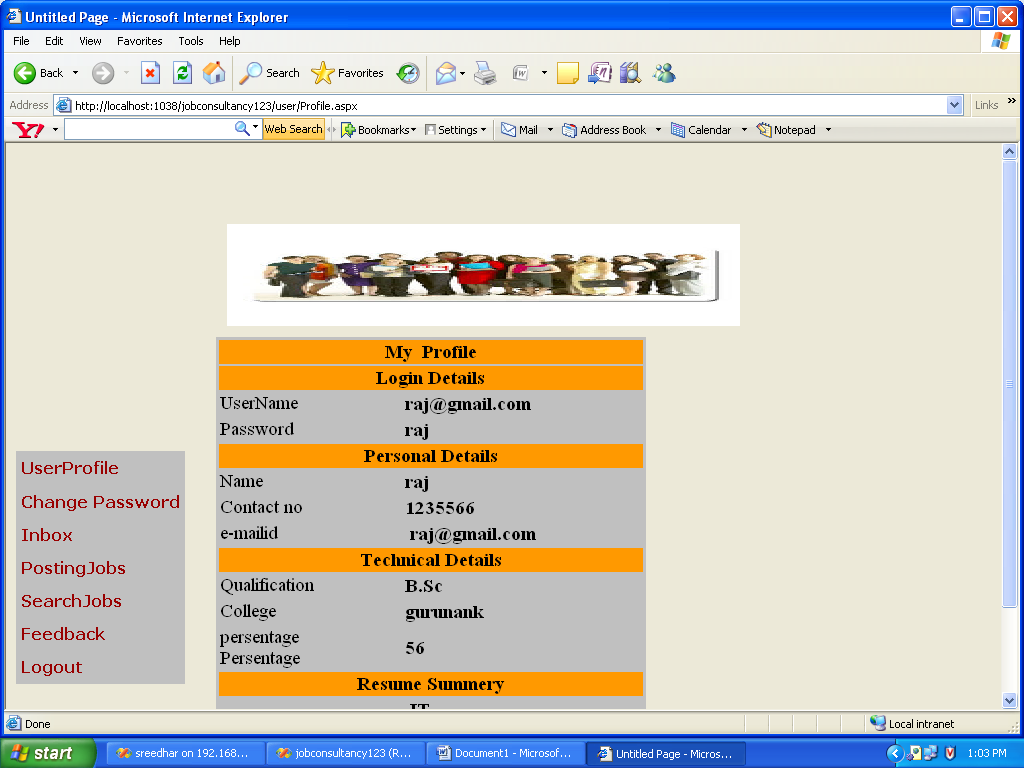 Untitled Page - Microsoft Internet Explorer
File Edit View Favorites Tools Help
Back Search Favorites
Address http://localhost:1038/jobconsultancy123/user/Profile.aspx Links »
Y! Web Search Bookmarks Settings Mail Address Book Calendar Notepad
My Profile
Login Details
UserName raj@gmail.com
Password raj
Personal Details
Name raj
Contact no 1235566
e-mailid raj@gmail.com
Technical Details
Qualification B.Sc
College gurunank
persentage
Persentage 56
Resume Summery
IT
UserProfile
Change Password
Inbox
PostingJobs
SearchJobs
Feedback
Logout
Done Local intranet
start sreedhar on 192.168... jobconsultancy123 (R... Document1 - Microsof... Untitled Page - Micros... 1:03 PM